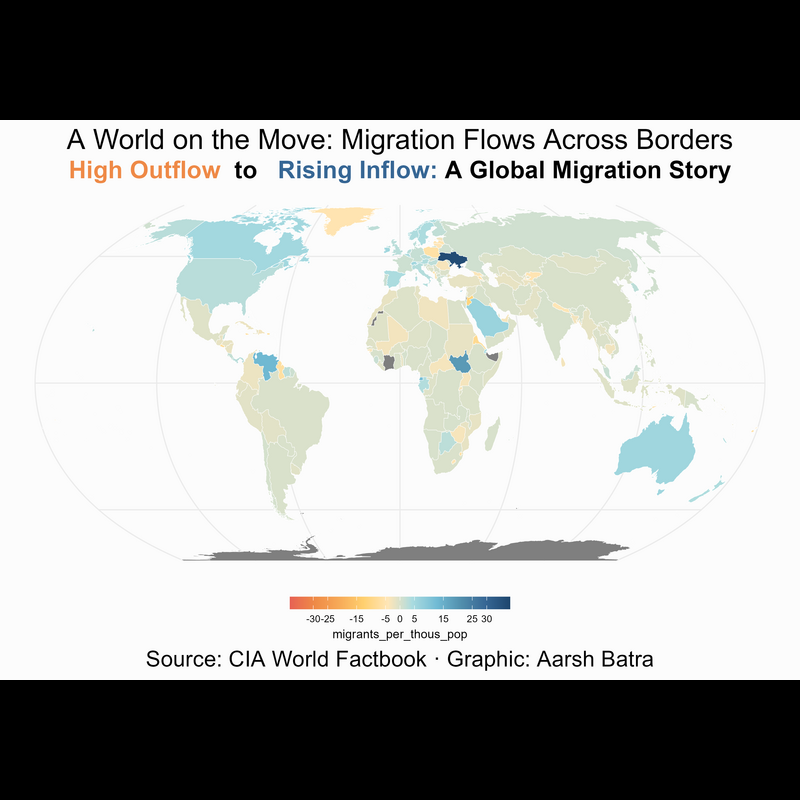 A World on the Move: Migration Flows Across Borders
High Outflow to Rising Inflow: A Global Migration Story
-30 -25 -15 -5 0 5 15 25 30
migrants_per_thous_pop
Source: CIA World Factbook · Graphic: Aarsh Batra